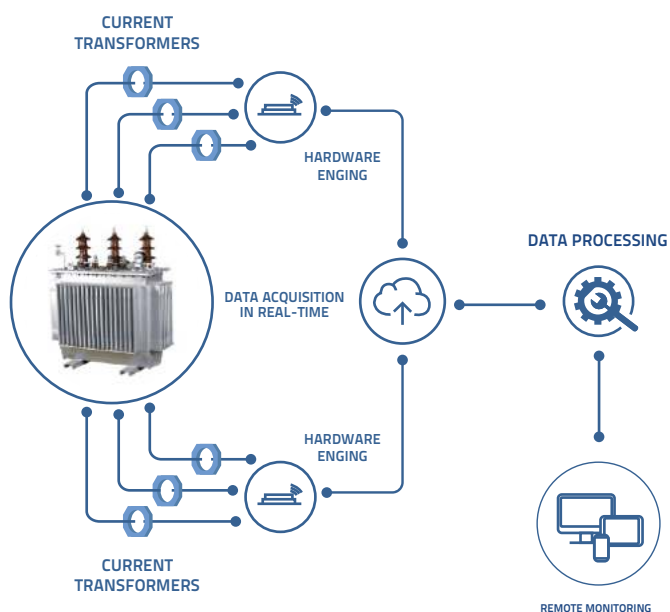 CURRENT
TRANSFORMERS
HARDWARE
ENGING
DATA PROCESSING
DATA ACQUISITION
IN REAL-TIME
HARDWARE
ENGING
CURRENT
TRANSFORMERS
REMOTE MONITORING